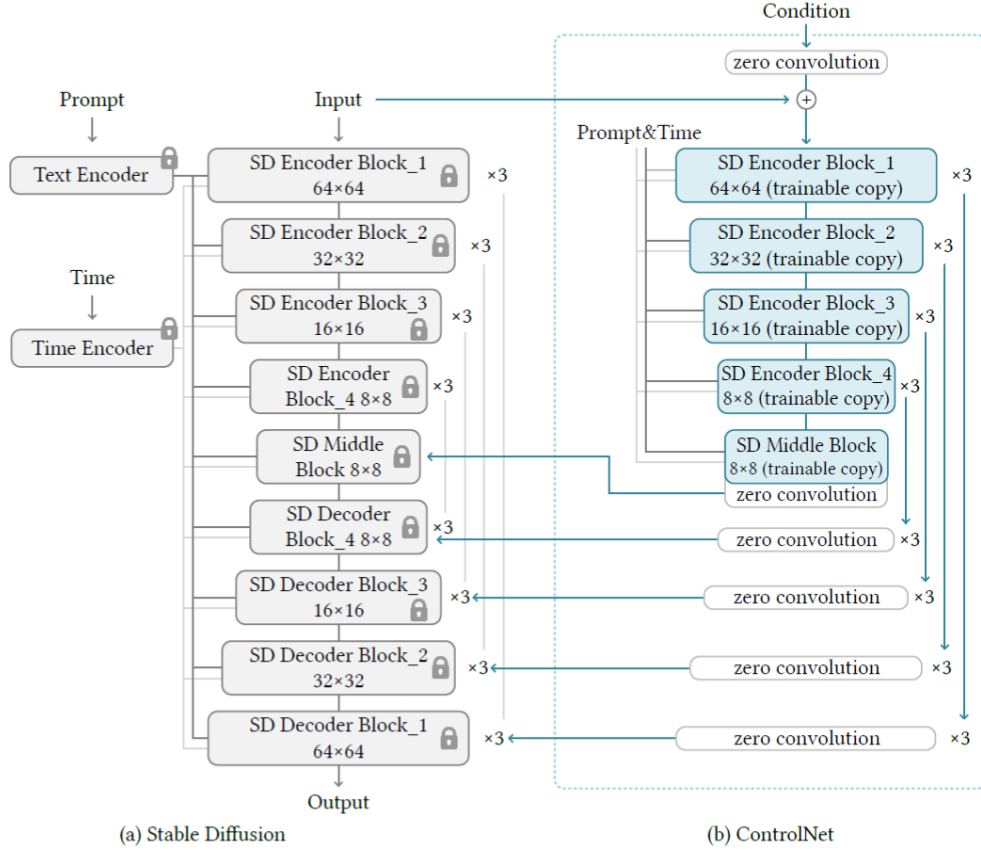 Condition
zero convolution
Prompt
Input
+
Prompt&Time
Text Encoder
SD Encoder Block_1
64×64
×3
SD Encoder Block_1
64×64 (trainable copy)
×3
SD Encoder Block_2
32×32
×3
SD Encoder Block_2
32×32 (trainable copy)
×3
Time
Time Encoder
SD Encoder Block_3
16×16
×3
SD Encoder Block_3
16×16 (trainable copy)
×3
SD Encoder
Block_4 8×8
×3
SD Encoder Block_4
8×8 (trainable copy)
×3
SD Middle
Block 8×8
SD Middle Block
8×8 (trainable copy)
zero convolution
SD Decoder
Block_4 8×8
×3
zero convolution
×3
SD Decoder Block_3
16×16
×3
zero convolution
×3
SD Decoder Block_2
32×32
×3
zero convolution
×3
SD Decoder Block_1
64×64
×3
zero convolution
×3
Output
(a) Stable Diffusion
(b) ControlNet